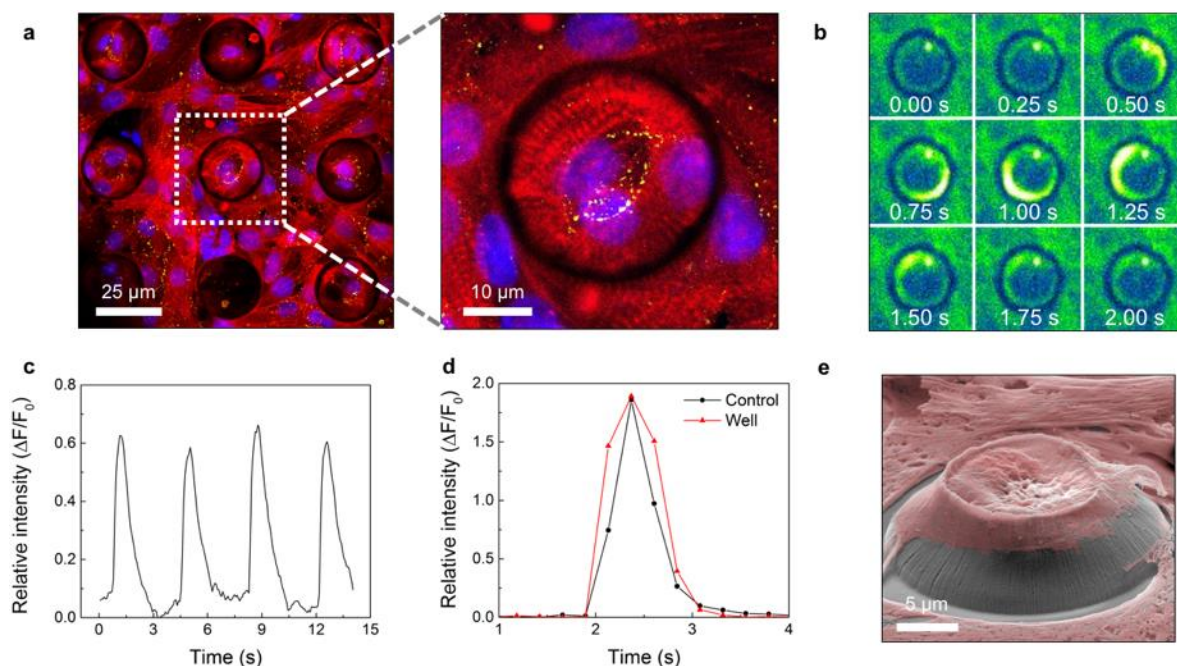 a
25 μm
10 μm
b
0.00 s 0.25 s 0.50 s
0.75 s 1.00 s 1.25 s
1.50 s 1.75 s 2.00 s
c
Relative intensity (ΔF/F₀)
0.8
0.6
0.4
0.2
0.0
0 3 6 9 12 15
Time (s)
d
Relative intensity (ΔF/F₀)
2.0
1.5
1.0
0.5
0.0
1 2 3 4
Time (s)
Control
Well
e
5 μm